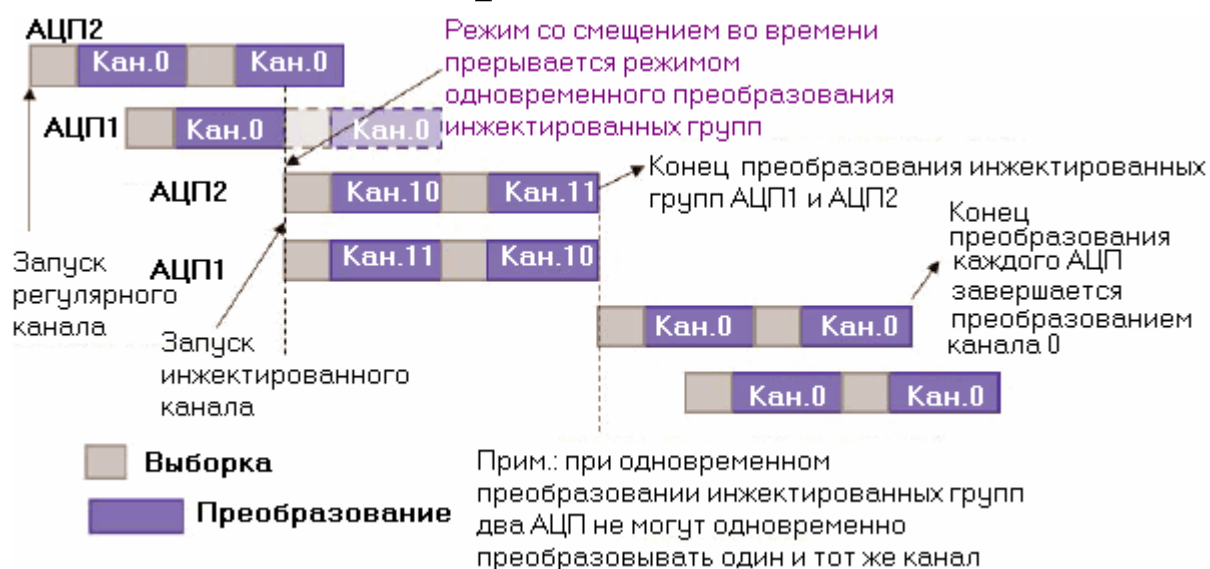 АЦП2
Кан.0 Кан.0
Режим со смещением во времени
прерывается режимом
одновременного преобразования
инжектированных групп
АЦП1 Кан.0 Кан.0
АЦП2 Кан.10 Кан.11
Конец преобразования инжектированных
групп АЦП1 и АЦП2
АЦП1 Кан.11 Кан.10
Запуск
регулярного
канала
Запуск
инжектированного
канала
Конец
преобразования
каждого АЦП
завершается
преобразованием
канала 0
Кан.0 Кан.0
Кан.0 Кан.0
Выборка
Преобразование
Прим.: при одновременном
преобразовании инжектированных групп
два АЦП не могут одновременно
преобразовывать один и тот же канал